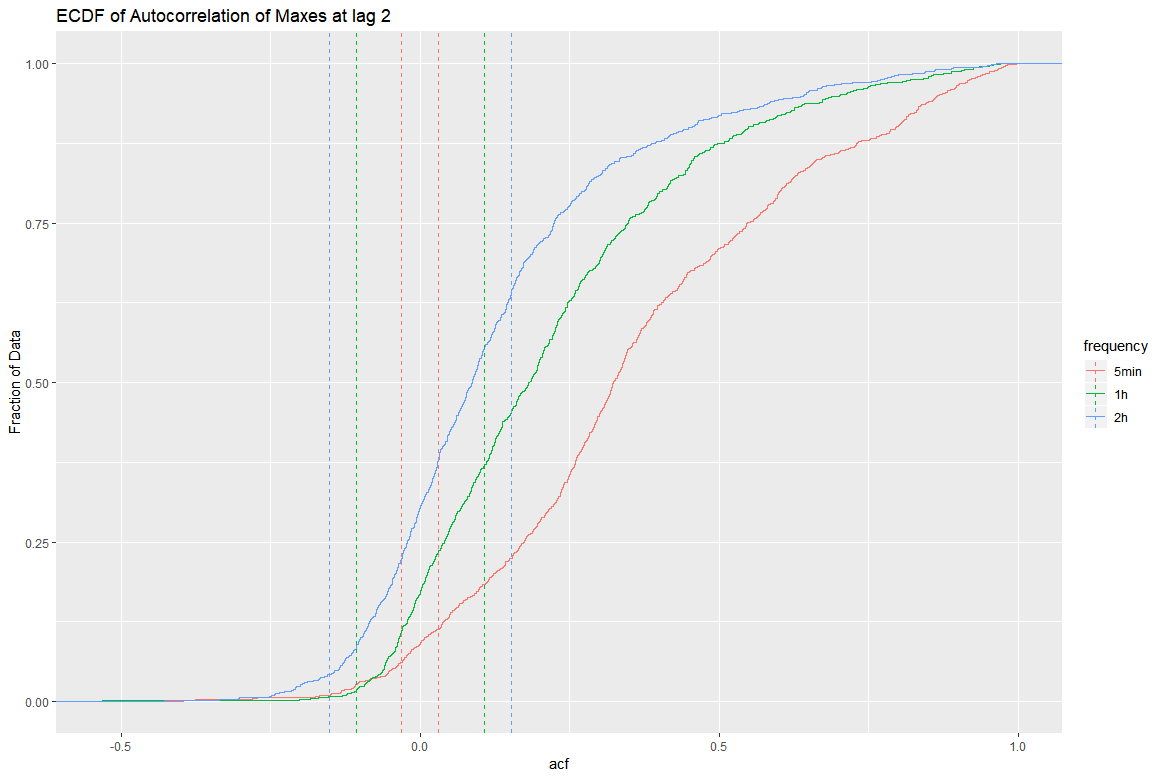 ECDF of Autocorrelation of Maxes at lag 2
Fraction of Data
1.00
0.75
0.50
0.25
0.00
-0.5
0.0
0.5
1.0
acf
frequency
5min
1h
2h